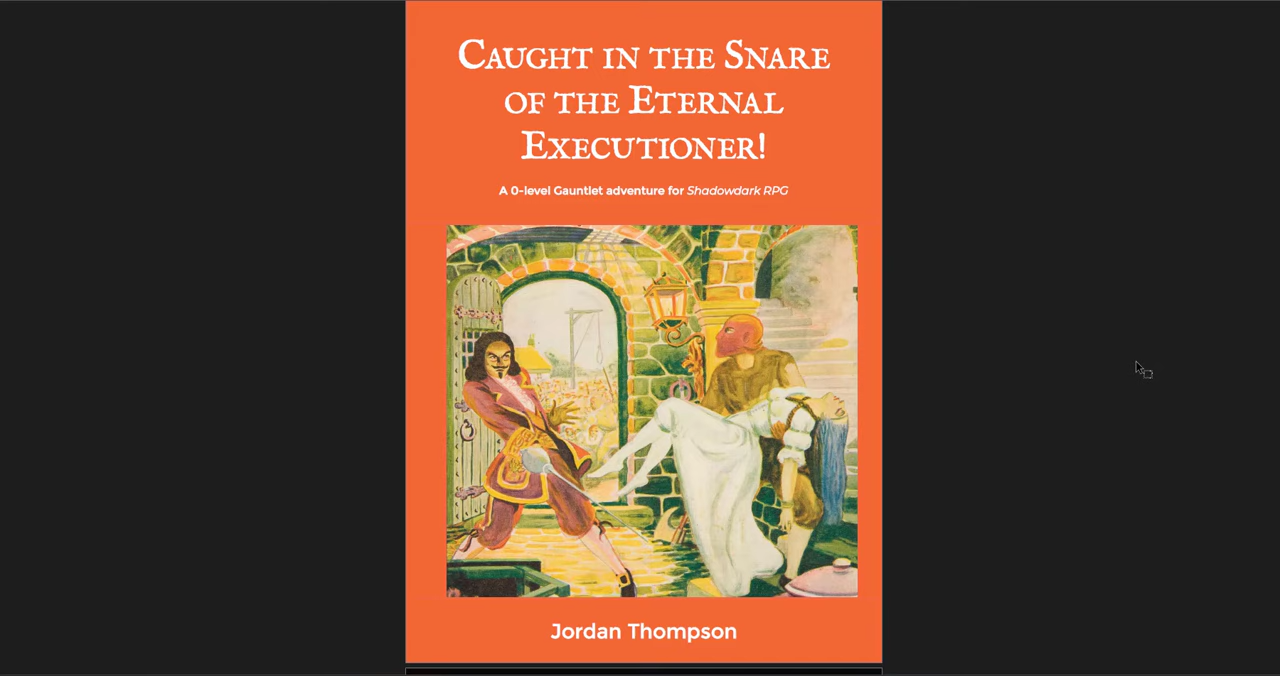 Caught in the Snare
of the Eternal
Executioner!
A 0-level Gauntlet adventure for Shadowdark RPG
Jordan Thompson